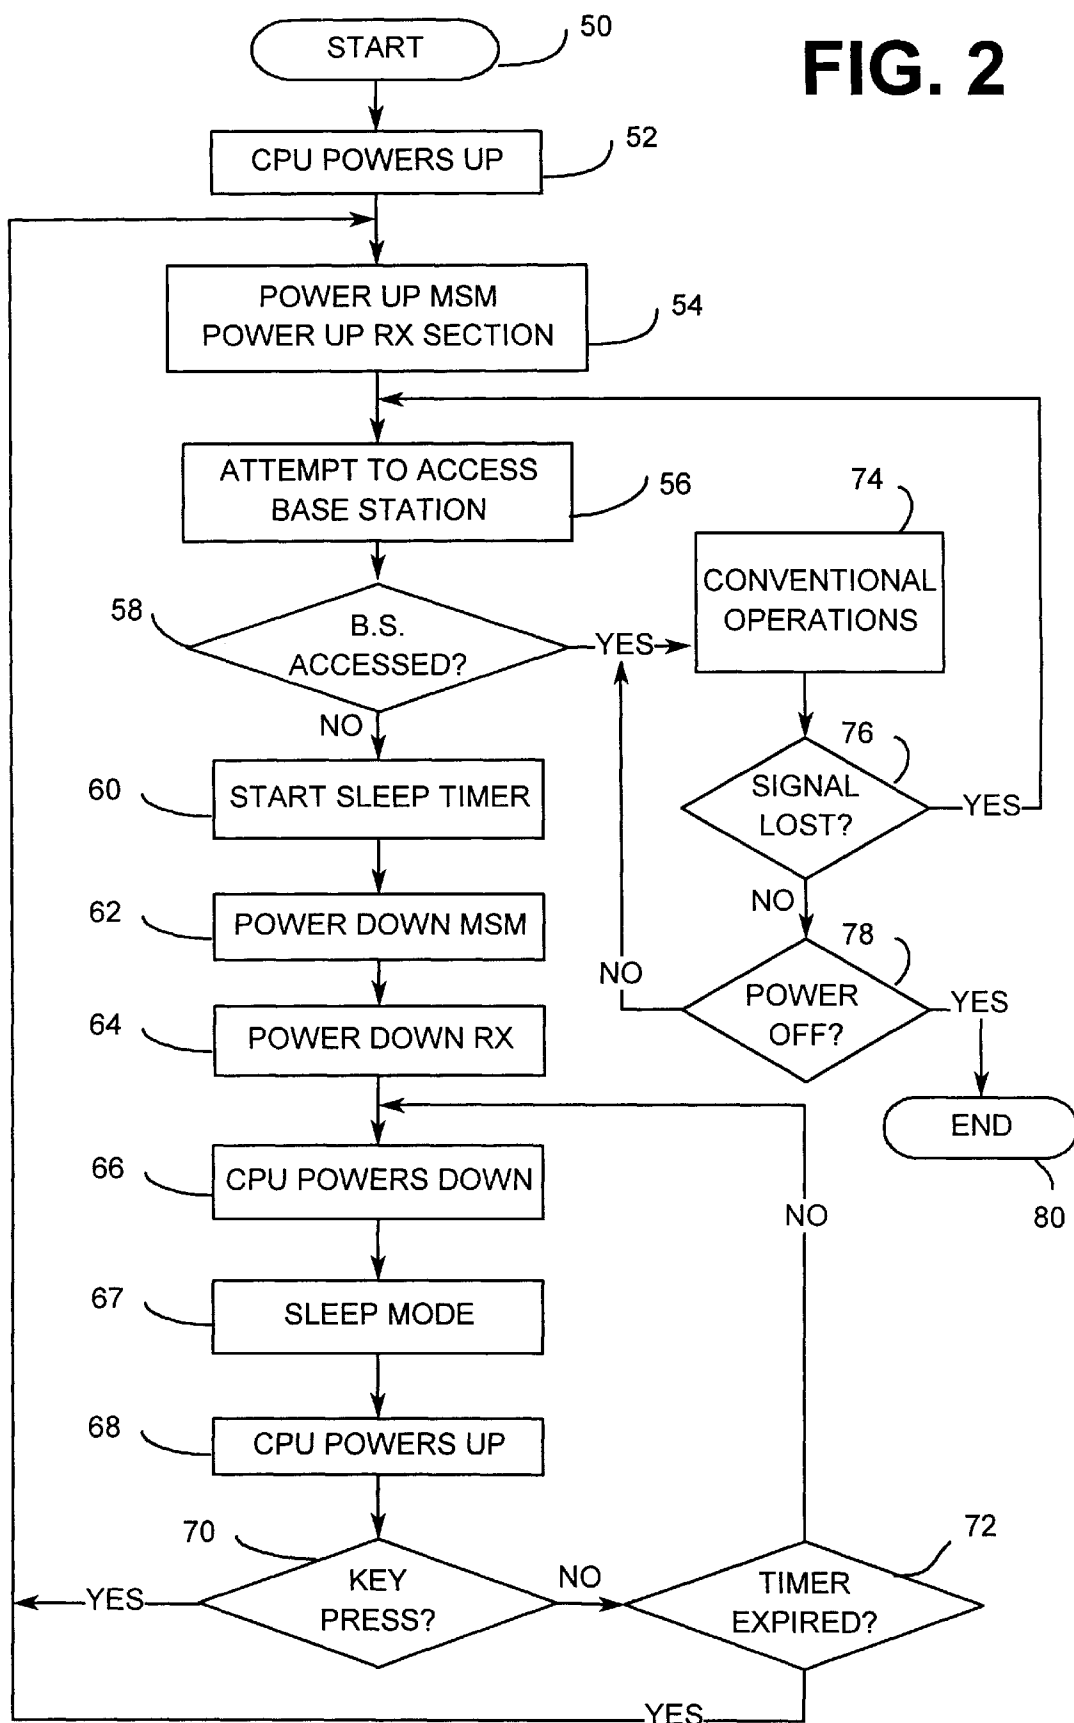 FIG. 2
START
50
CPU POWERS UP
52
POWER UP MSM
POWER UP RX SECTION
54
ATTEMPT TO ACCESS
BASE STATION
56
58
B.S.
ACCESSED?
YES
NO
74
CONVENTIONAL
OPERATIONS
76
SIGNAL
LOST?
YES
NO
78
POWER
OFF?
NO
YES
END
80
60
START SLEEP TIMER
62
POWER DOWN MSM
64
POWER DOWN RX
66
CPU POWERS DOWN
NO
67
SLEEP MODE
68
CPU POWERS UP
70
KEY
PRESS?
YES
NO
72
TIMER
EXPIRED?
YES